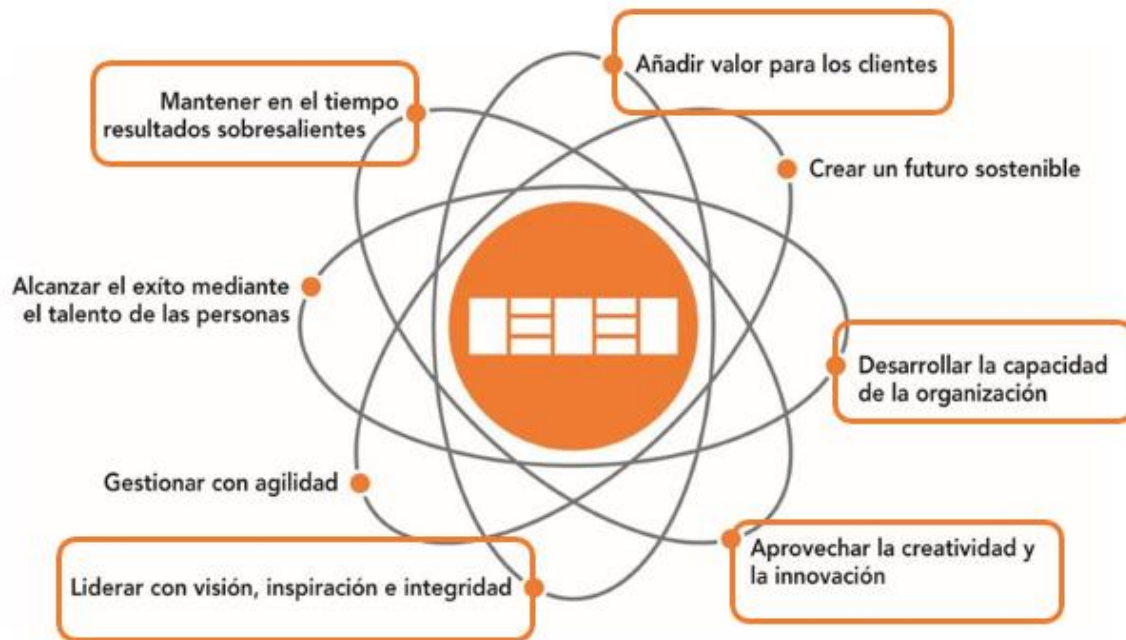 Añadir valor para los clientes
Mantener en el tiempo
resultados sobresalientes
Crear un futuro sostenible
Alcanzar el exíto mediante
el talento de las personas
Desarrollar la capacidad
de la organización
Gestionar con agilidad
Aprovechar la creatividad y
la innovación
Liderar con visión, inspiración e integridad